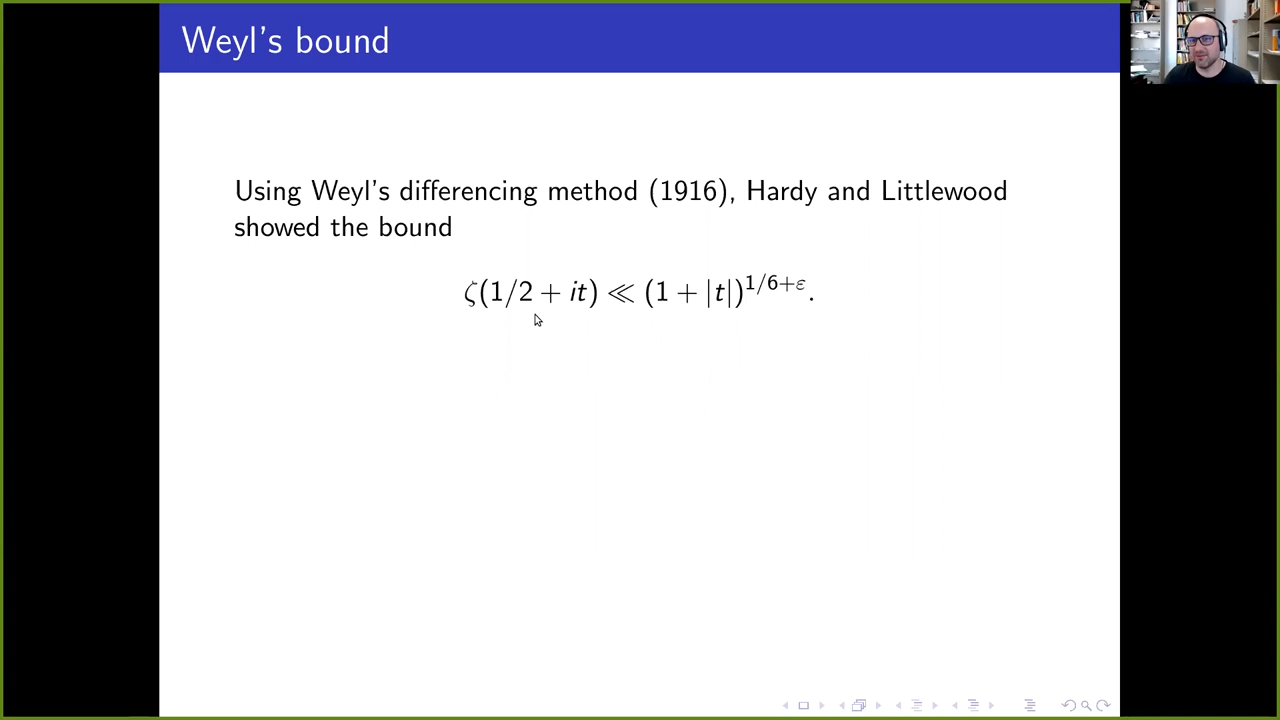 Weyl's bound
Using Weyl's differencing method (1916), Hardy and Littlewood
showed the bound
ζ(1/2 + it) ≪ (1 + |t|)^{1/6+ε}.